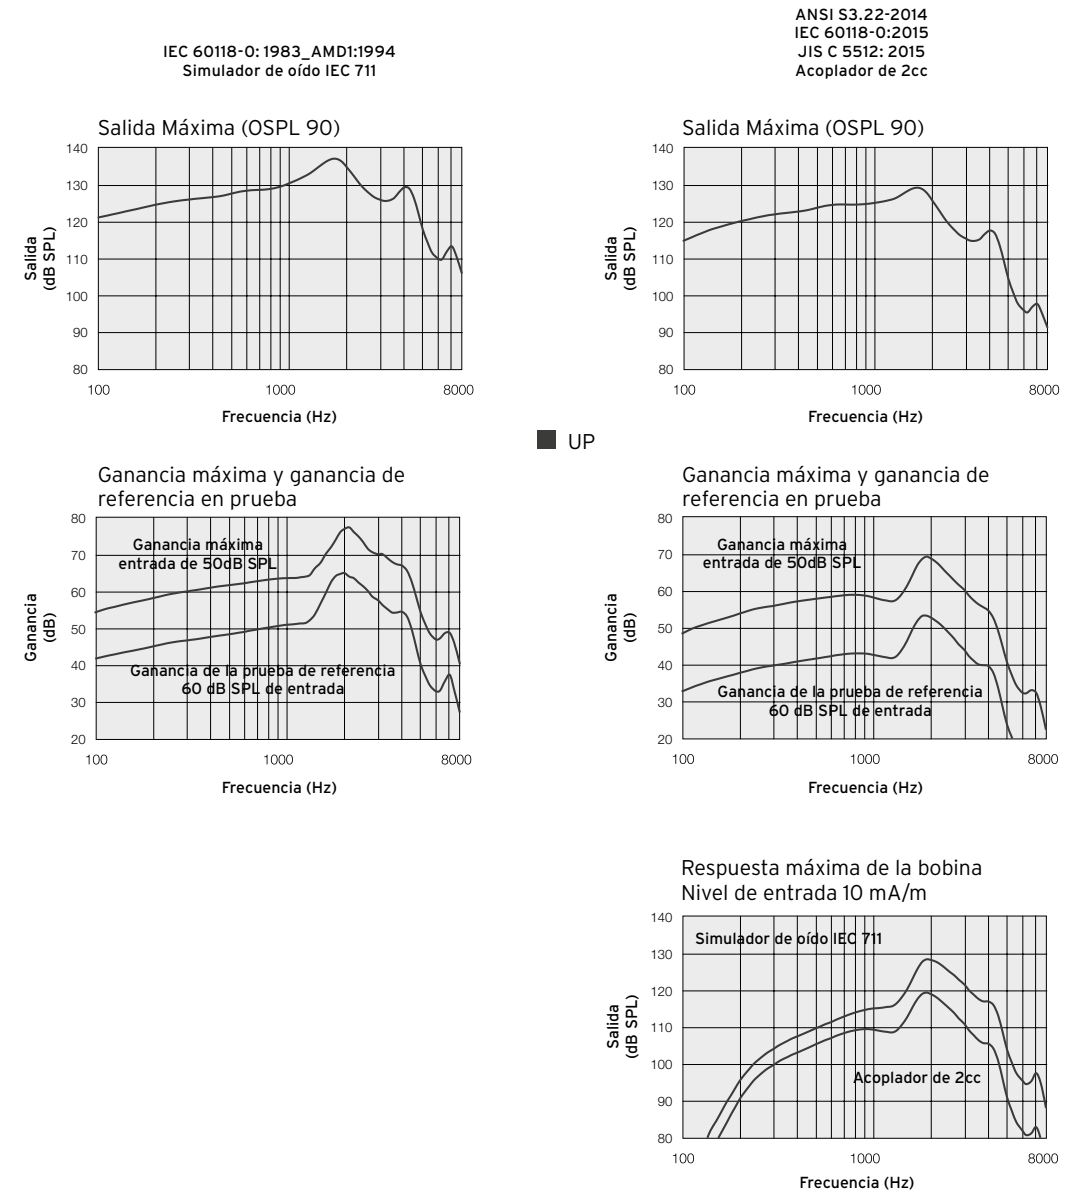 IEC 60118-0: 1983_AMD1:1994
Simulador de oído IEC 711
ANSI S3.22-2014
IEC 60118-0:2015
JIS C 5512: 2015
Acoplador de 2cc
Salida Máxima (OSPL 90)
140
130
120
110
100
90
80
Salida
(dB SPL)
100
1000
8000
Frecuencia (Hz)
Salida Máxima (OSPL 90)
140
130
120
110
100
90
80
Salida
(dB SPL)
100
1000
8000
Frecuencia (Hz)
UP
Ganancia máxima y ganancia de
referencia en prueba
80
70
60
50
40
30
20
Ganancia
(dB)
Ganancia máxima
entrada de 50dB SPL
Ganancia de la prueba de referencia
60 dB SPL de entrada
100
1000
8000
Frecuencia (Hz)
Ganancia máxima y ganancia de
referencia en prueba
80
70
60
50
40
30
20
Ganancia
(dB)
Ganancia máxima
entrada de 50dB SPL
Ganancia de la prueba de referencia
60 dB SPL de entrada
100
1000
8000
Frecuencia (Hz)
Respuesta máxima de la bobina
Nivel de entrada 10 mA/m
140
130
120
110
100
90
80
Salida
(dB SPL)
Simulador de oído IEC 711
Acoplador de 2cc
100
1000
8000
Frecuencia (Hz)